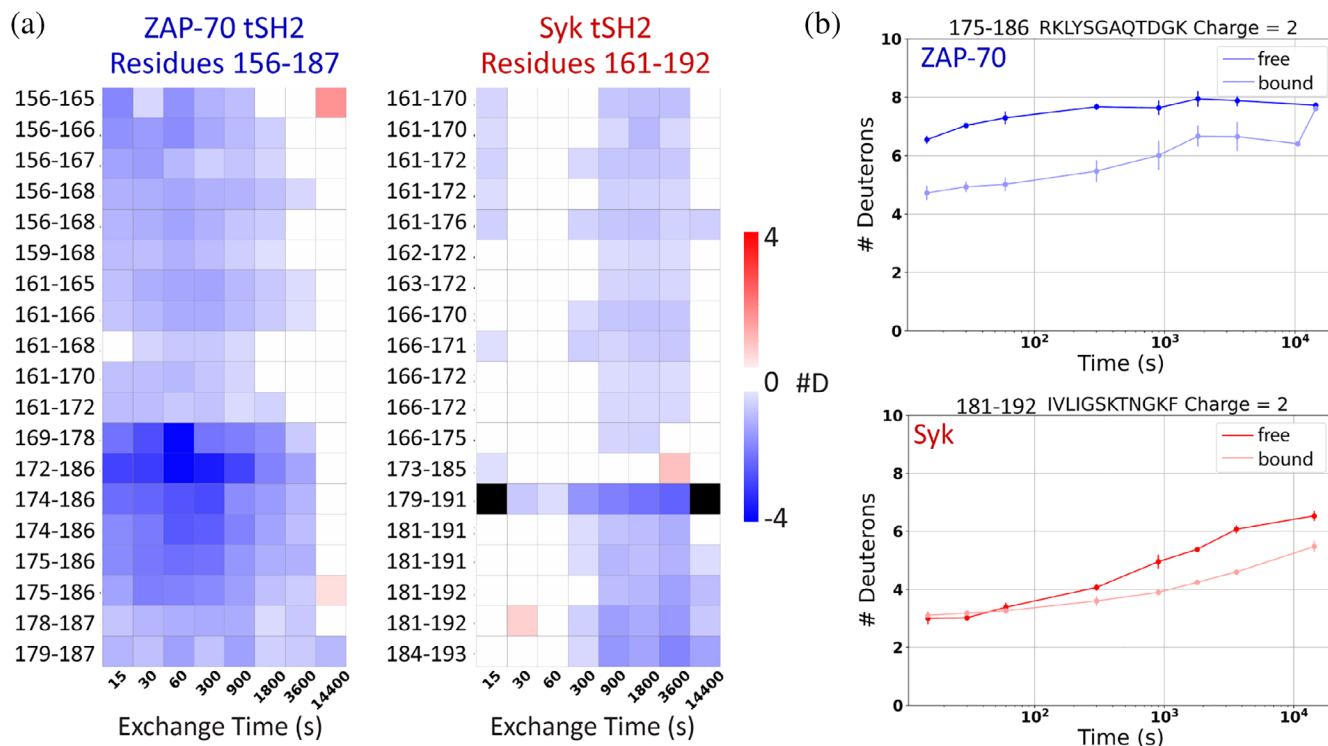 (a)
ZAP-70 tSH2
Residues 156-187
156-165
156-166
156-167
156-168
156-168
159-168
161-165
161-166
161-168
161-170
161-172
169-178
172-186
174-186
174-186
175-186
175-186
178-187
179-187
15 30 60 300 900 1800 3600 14400
Exchange Time (s)
Syk tSH2
Residues 161-192
161-170
161-170
161-172
161-172
161-176
162-172
163-172
166-170
166-171
166-172
166-172
166-175
173-185
179-191
181-191
181-191
181-192
181-192
184-193
15 30 60 300 900 1800 3600 14400
Exchange Time (s)
4
0 #D
-4
(b)
175-186 RKLYSGAQTDGK Charge = 2
ZAP-70
free
bound
10
8
6
4
2
0
# Deuterons
10² 10³ 10⁴
Time (s)
181-192 IVLIGSKTNGKF Charge = 2
Syk
free
bound
10
8
6
4
2
0
# Deuterons
10² 10³ 10⁴
Time (s)